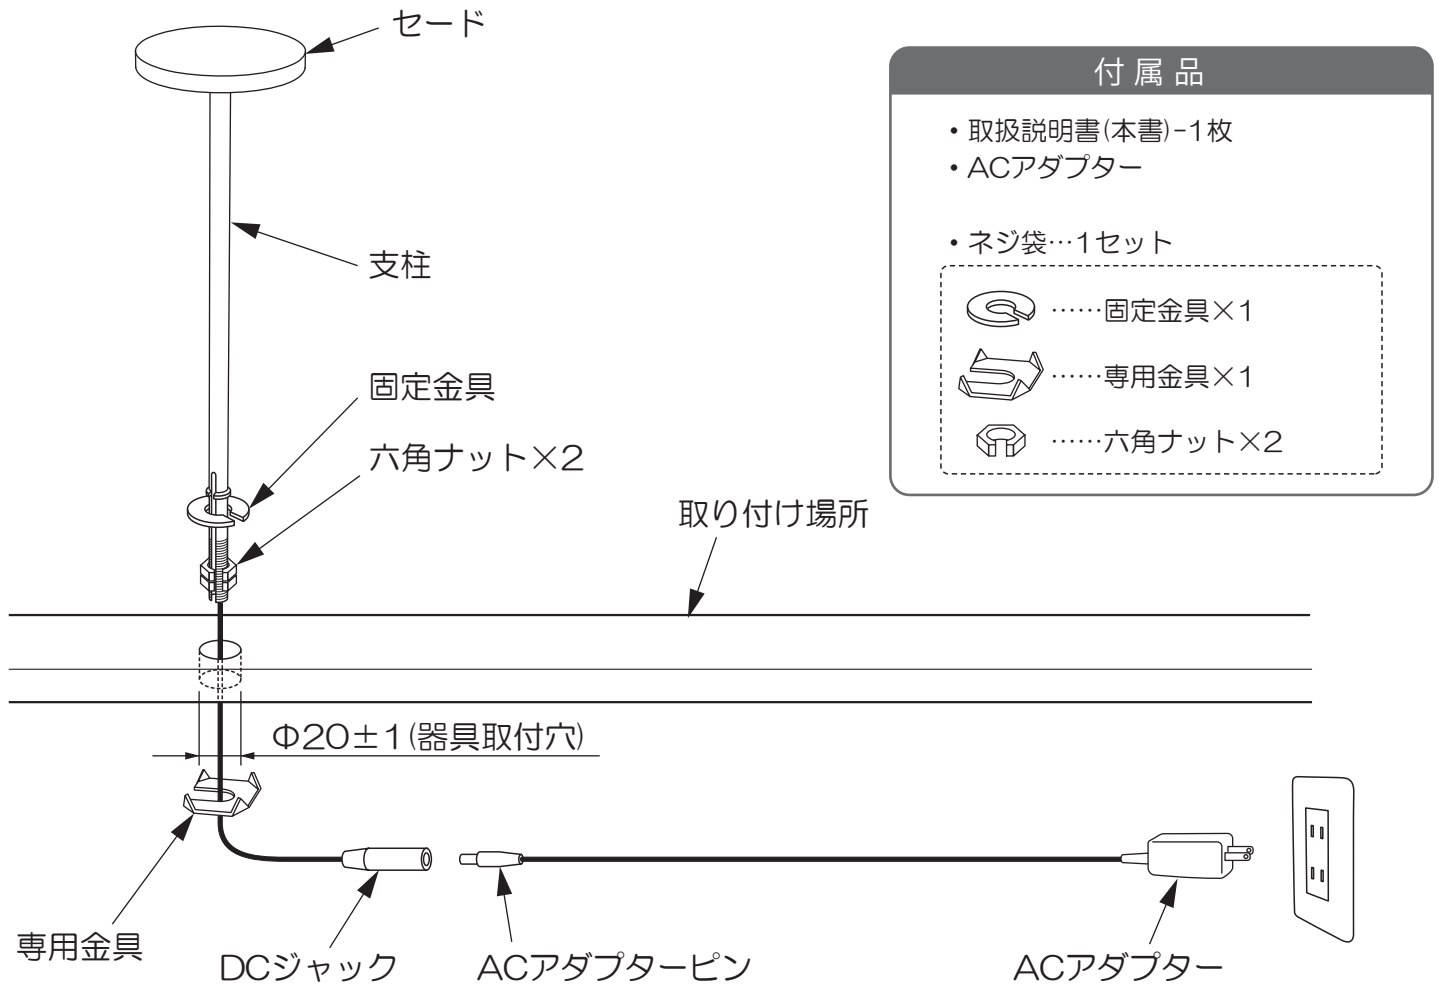 セード
付属品
・取扱説明書(本書)-1枚
・ACアダプター
・ネジ袋…1セット
……固定金具×1
……専用金具×1
……六角ナット×2
支柱
固定金具
六角ナット×2
取り付け場所
Φ20±1(器具取付穴)
専用金具
DCジャック
ACアダプターピン
ACアダプター